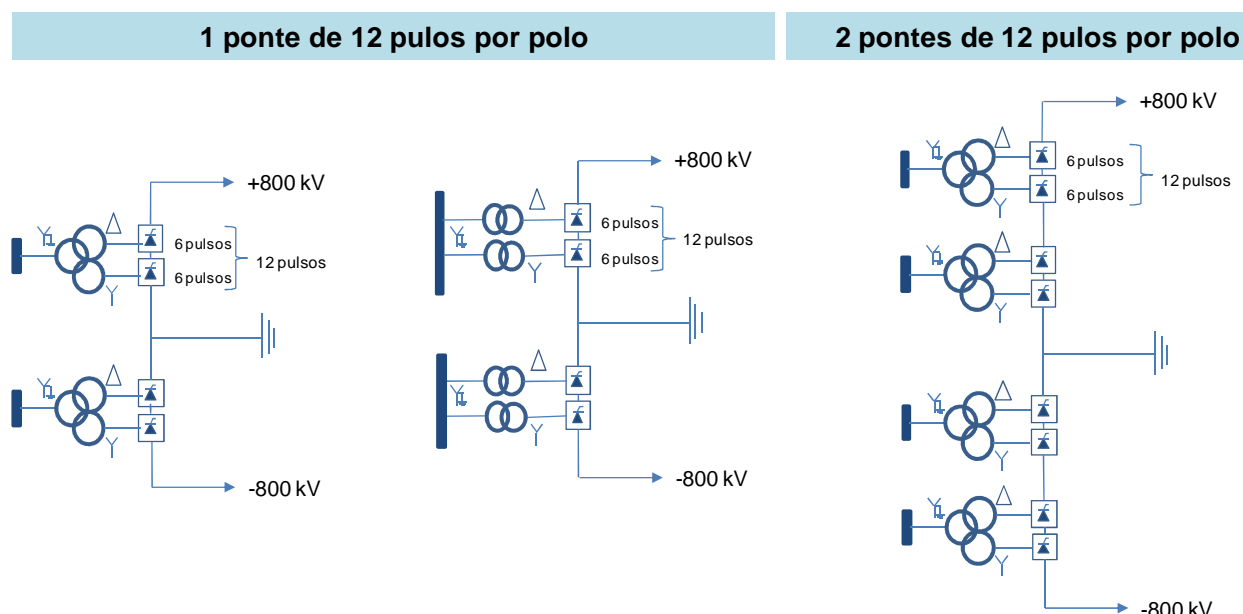 1 ponte de 12 pulos por polo
+800 kV
Y
Δ
6 pulsos
6 pulsos
12 pulsos
Y
Y
Δ
Y
-800 kV
+800 kV
Δ
Y
6 pulsos
6 pulsos
12 pulsos
Y
Δ
Y
Y
-800 kV
2 pontes de 12 pulos por polo
+800 kV
Y
Δ
6 pulsos
6 pulsos
12 pulsos
Y
Y
Δ
Y
Y
Δ
Y
Y
Δ
Y
-800 kV